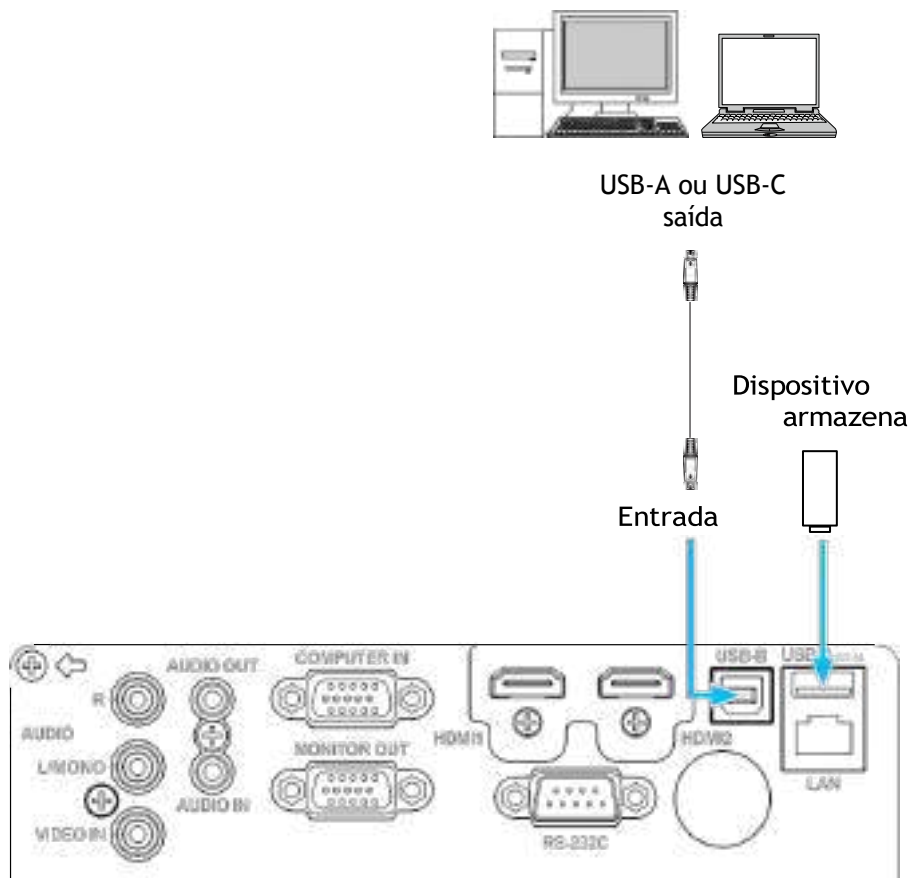 USB-A ou USB-C
saída
Dispositivo
armazena
Entrada
AUDIO OUT
COMPUTER IN
USB-B
R
AUDIO
HDMI1
HDMI2
MONITOR OUT
L/MONO
LAN
AUDIO IN
VIDEO IN
RS-232C